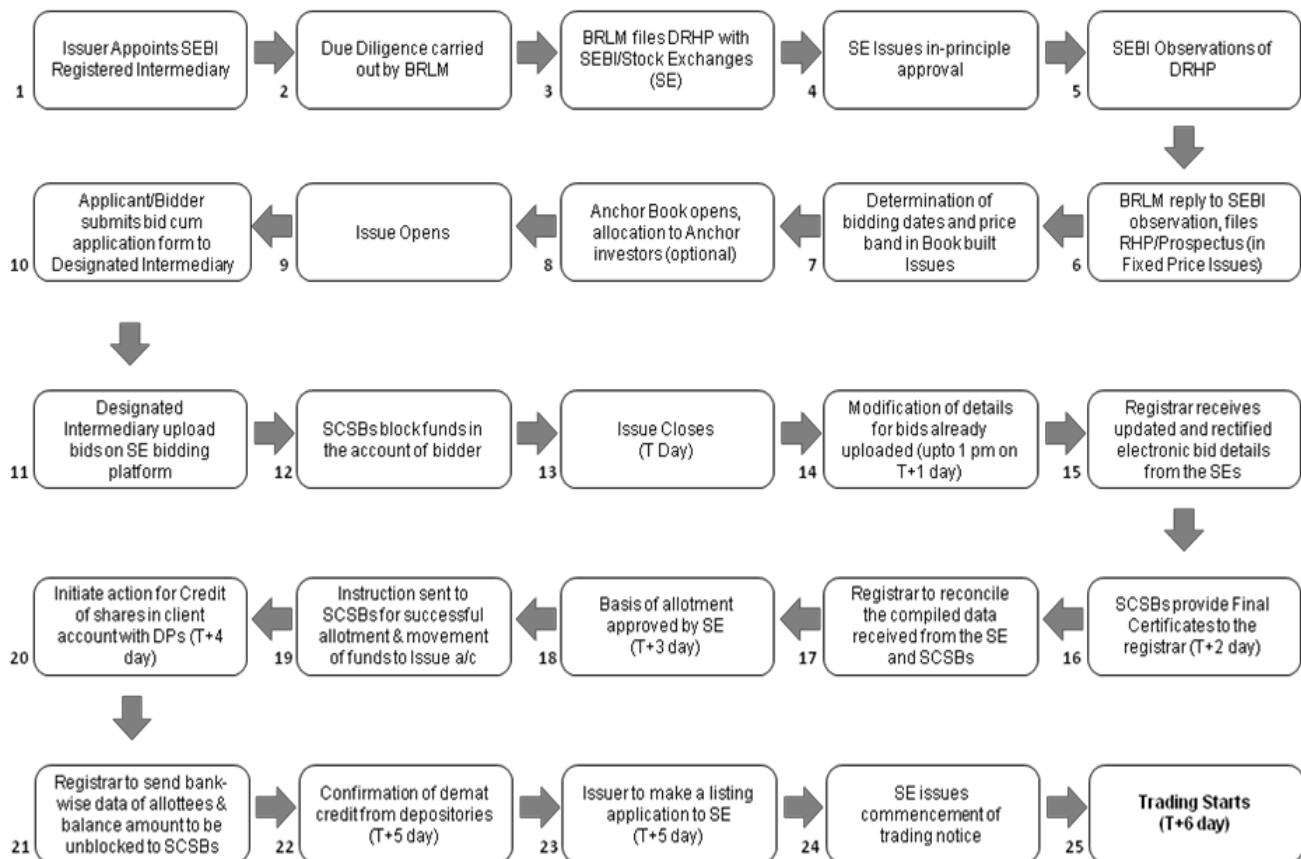 Issuer Appoints SEBI
Registered Intermediary
1
Due Diligence carried
out by BRLM
2
BRLM files DRHP with
SEBI/Stock Exchanges
(SE)
3
SE Issues in-principle
approval
4
SEBI Observations of
DRHP
5
BRLM reply to SEBI
observation, files
RHP/Prospectus (in
Fixed Price Issues)
6
Determination of
bidding dates and price
band in Book built
Issues
7
Anchor Book opens,
allocation to Anchor
investors (optional)
8
Issue Opens
9
Applicant/Bidder
submits bid cum
application form to
Designated Intermediary
10
Designated
Intermediary upload
bids on SE bidding
platform
11
SCSBs block funds in
the account of bidder
12
Issue Closes
(T Day)
13
Modification of details
for bids already
uploaded (upto 1 pm on
T+1 day)
14
Registrar receives
updated and rectified
electronic bid details
from the SEs
15
SCSBs provide Final
Certificates to the
registrar (T+2 day)
16
Registrar to reconcile
the compiled data
received from the SE
and SCSBs
17
Basis of allotment
approved by SE
(T+3 day)
18
Instruction sent to
SCSBs for successful
allotment & movement
of funds to Issue a/c
19
Initiate action for Credit
of shares in client
account with DPs (T+4
day)
20
Registrar to send bank-
wise data of allottees &
balance amount to be
unblocked to SCSBs
21
Confirmation of demat
credit from depositories
(T+5 day)
22
Issuer to make a listing
application to SE
(T+5 day)
23
SE issues
commencement of
trading notice
24
Trading Starts
(T+6 day)
25